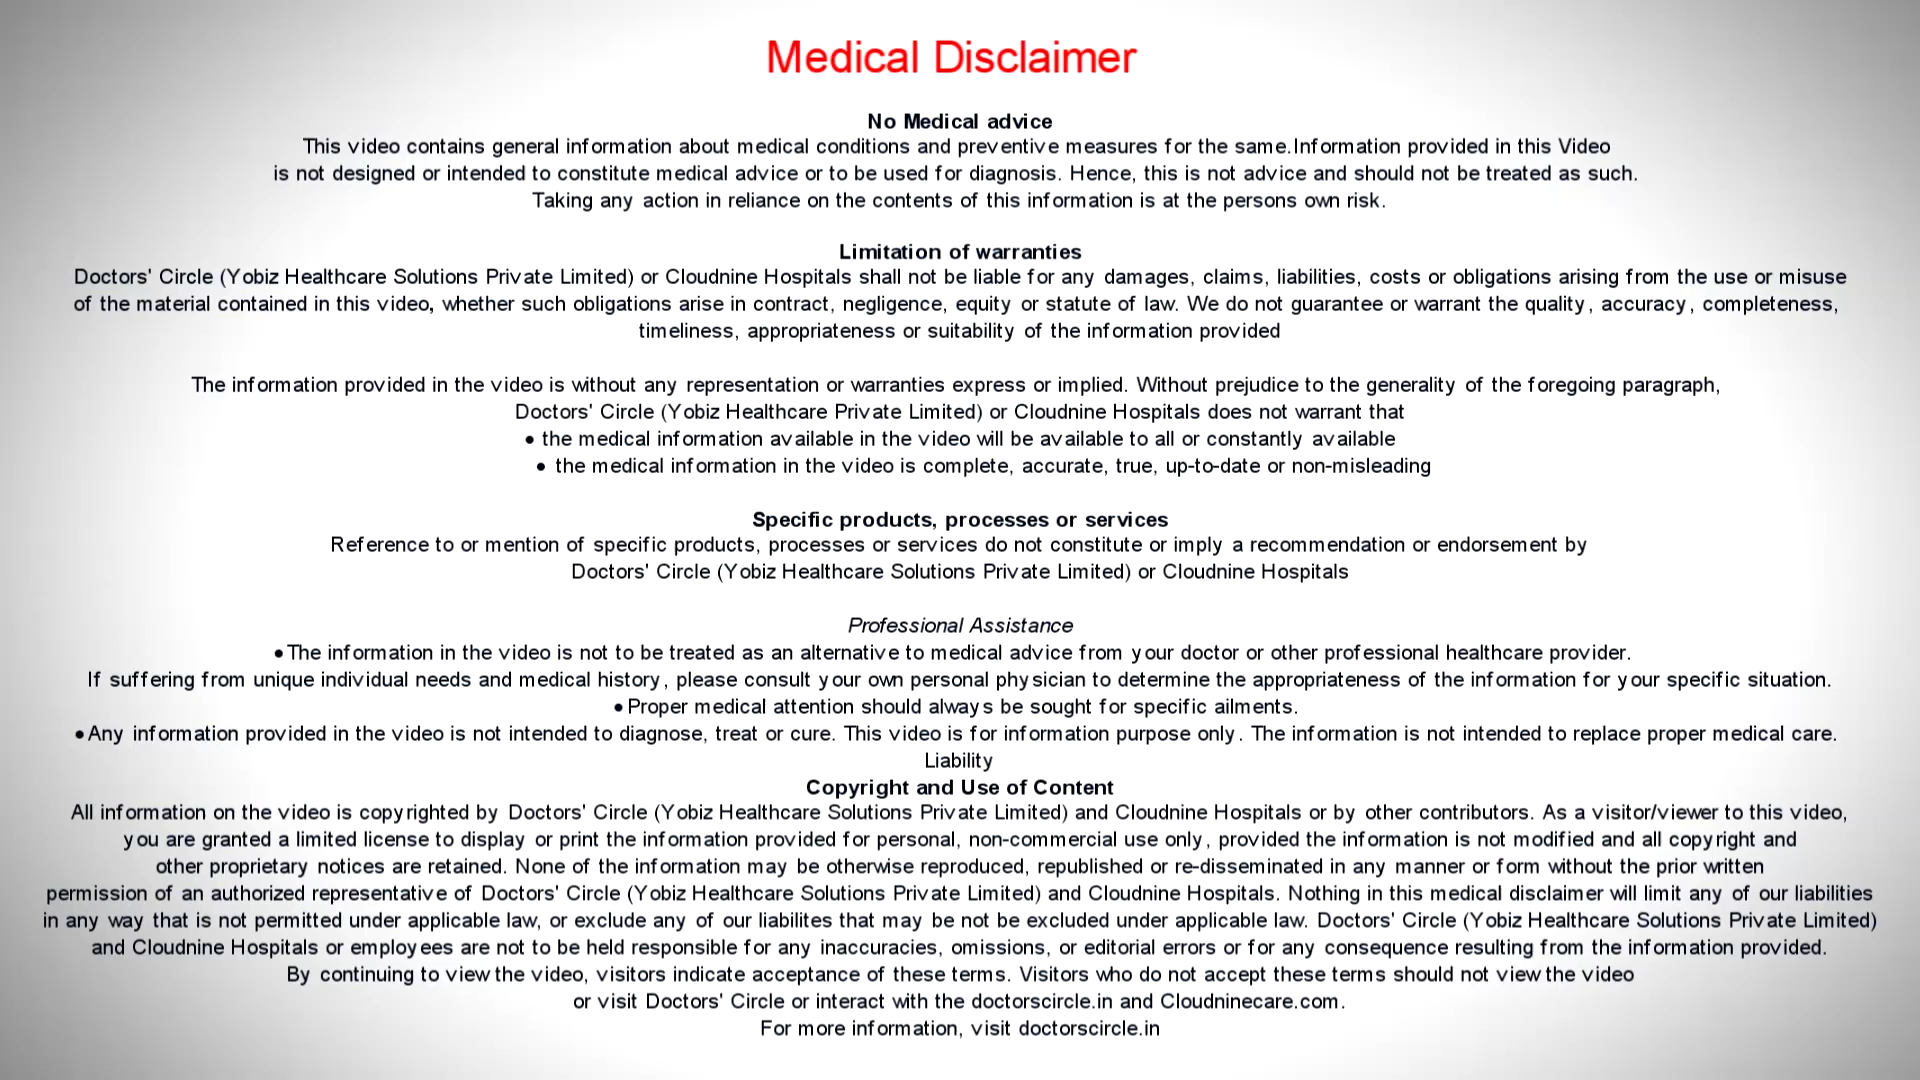 Medical Disclaimer
No Medical advice
This video contains general information about medical conditions and preventive measures for the same.Information provided in this Video
is not designed or intended to constitute medical advice or to be used for diagnosis. Hence, this is not advice and should not be treated as such.
Taking any action in reliance on the contents of this information is at the persons own risk.
Limitation of warranties
Doctors' Circle (Yobiz Healthcare Solutions Private Limited) or Cloudnine Hospitals shall not be liable for any damages, claims, liabilities, costs or obligations arising from the use or misuse
of the material contained in this video, whether such obligations arise in contract, negligence, equity or statute of law. We do not guarantee or warrant the quality, accuracy, completeness,
timeliness, appropriateness or suitability of the information provided
The information provided in the video is without any representation or warranties express or implied. Without prejudice to the generality of the foregoing paragraph,
Doctors' Circle (Yobiz Healthcare Private Limited) or Cloudnine Hospitals does not warrant that
• the medical information available in the video will be available to all or constantly available
• the medical information in the video is complete, accurate, true, up-to-date or non-misleading
Specific products, processes or services
Reference to or mention of specific products, processes or services do not constitute or imply a recommendation or endorsement by
Doctors' Circle (Yobiz Healthcare Solutions Private Limited) or Cloudnine Hospitals
Professional Assistance
•The information in the video is not to be treated as an alternative to medical advice from your doctor or other professional healthcare provider.
If suffering from unique individual needs and medical history, please consult your own personal physician to determine the appropriateness of the information for your specific situation.
•Proper medical attention should always be sought for specific ailments.
•Any information provided in the video is not intended to diagnose, treat or cure. This video is for information purpose only. The information is not intended to replace proper medical care.
Liability
Copyright and Use of Content
All information on the video is copyrighted by Doctors' Circle (Yobiz Healthcare Solutions Private Limited) and Cloudnine Hospitals or by other contributors. As a visitor/viewer to this video,
you are granted a limited license to display or print the information provided for personal, non-commercial use only, provided the information is not modified and all copyright and
other proprietary notices are retained. None of the information may be otherwise reproduced, republished or re-disseminated in any manner or form without the prior written
permission of an authorized representative of Doctors' Circle (Yobiz Healthcare Solutions Private Limited) and Cloudnine Hospitals. Nothing in this medical disclaimer will limit any of our liabilities
in any way that is not permitted under applicable law, or exclude any of our liabilites that may be not be excluded under applicable law. Doctors' Circle (Yobiz Healthcare Solutions Private Limited)
and Cloudnine Hospitals or employees are not to be held responsible for any inaccuracies, omissions, or editorial errors or for any consequence resulting from the information provided.
By continuing to view the video, visitors indicate acceptance of these terms. Visitors who do not accept these terms should not view the video
or visit Doctors' Circle or interact with the doctorscircle.in and Cloudninecare.com.
For more information, visit doctorscircle.in